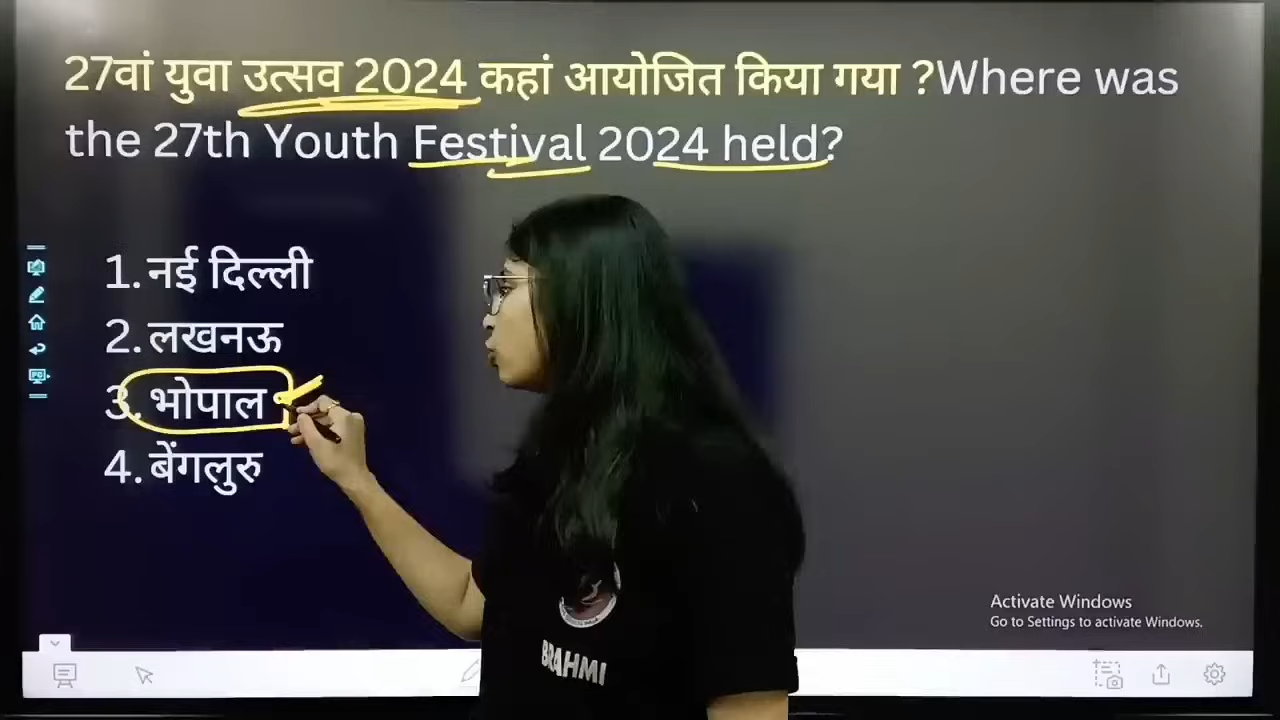 27वां युवा उत्सव 2024 कहां आयोजित किया गया ?Where was
the 27th Youth Festival 2024 held?
1. नई दिल्ली
2. लखनऊ
3. भोपाल
4. बेंगलुरु
Activate Windows
Go to Settings to activate Windows.
BRAHMI